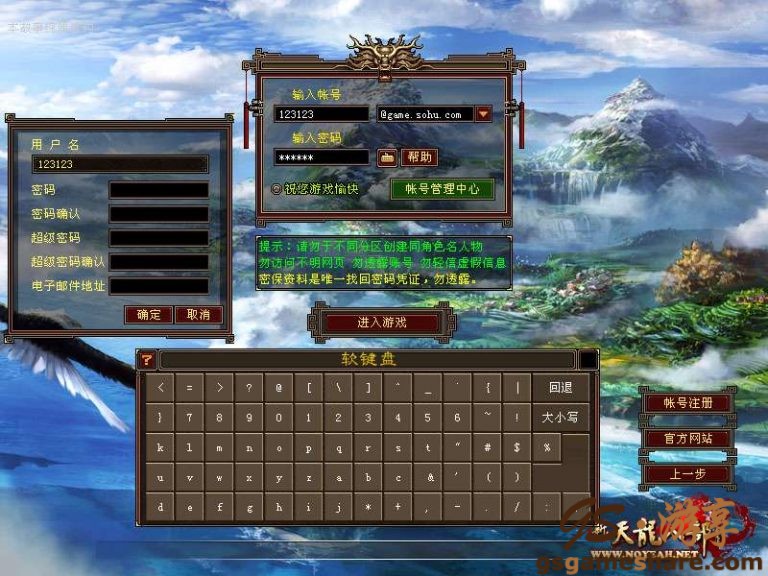 输入帐号
123123 @game.sohu.com
输入密码
****** 帮助
祝您游戏愉快 帐号管理中心
用 户 名
123123
密码
密码确认
超级密码
超级密码确认
电子邮件地址
确定 取消
提示：请勿于不同分区创建同角色名人物
勿访问不明网页 勿透露账号 勿轻信虚假信息
密保资料是唯一找回密码凭证，勿透露。
进入游戏
? 软键盘
< = > ? @ [ \ ] ^ _ ` { | 回退
} 7 8 9 0 1 2 3 4 5 6 ~ ! 大小写
k l m n o p q r s t " # $ %
u v w x y z a b c & ' ( )
d e f g h i j * + , - . / :
帐号注册
官方网站
上一步
新天龙八部
WWW.NQYTAH.NET
gsgameshare.com